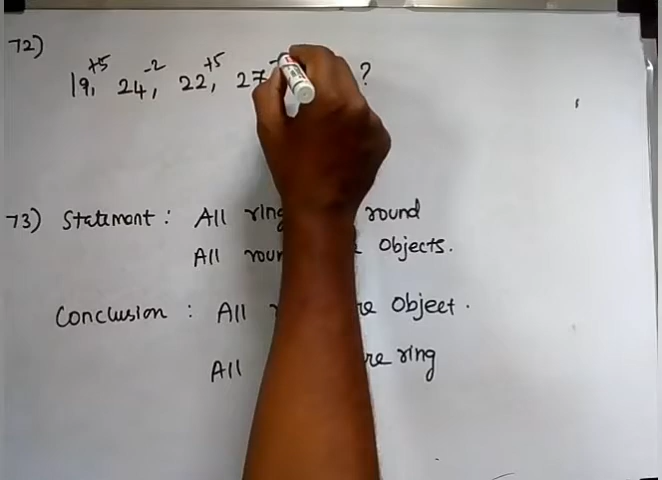 72)
+5 -2 +5
19, 24, 22, 27 ?
73) Statement : All ring round
All Objects.
Conclusion : All Object.
All ring